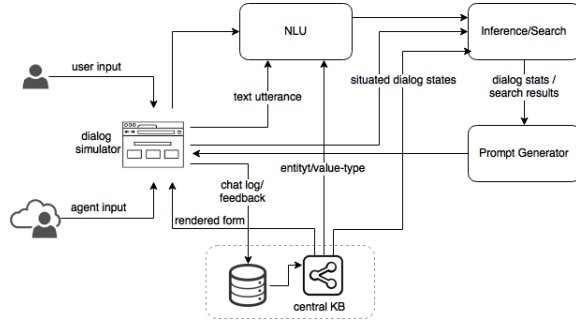 NLU
Inference/Search
user input
situated dialog states
dialog stats /
search results
text utterance
dialog
simulator
Prompt Generator
entityt/value-type
chat log/
feedback
agent input
rendered form
central KB